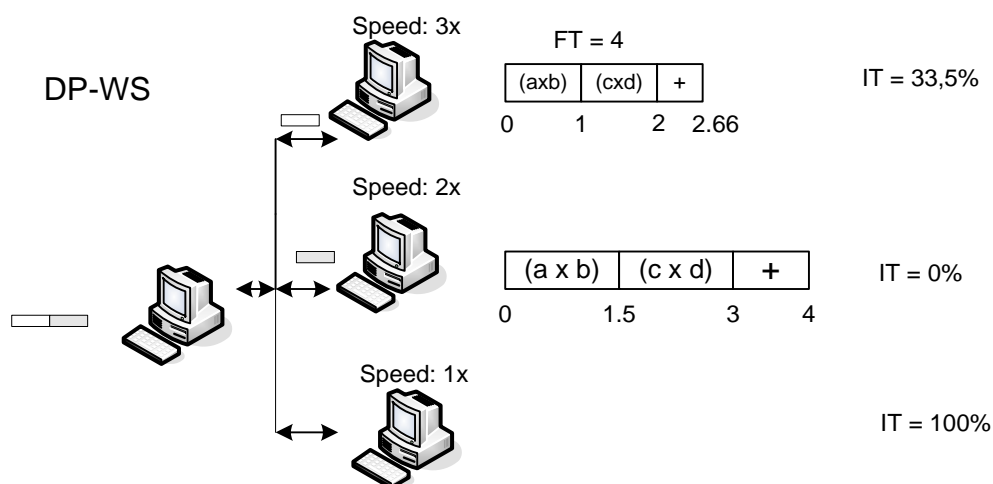 Speed: 3x
FT = 4
DP-WS
(axb) (cxd) +
IT = 33,5%
0 1 2 2.66
Speed: 2x
(a x b) (c x d) +
IT = 0%
0 1.5 3 4
Speed: 1x
IT = 100%